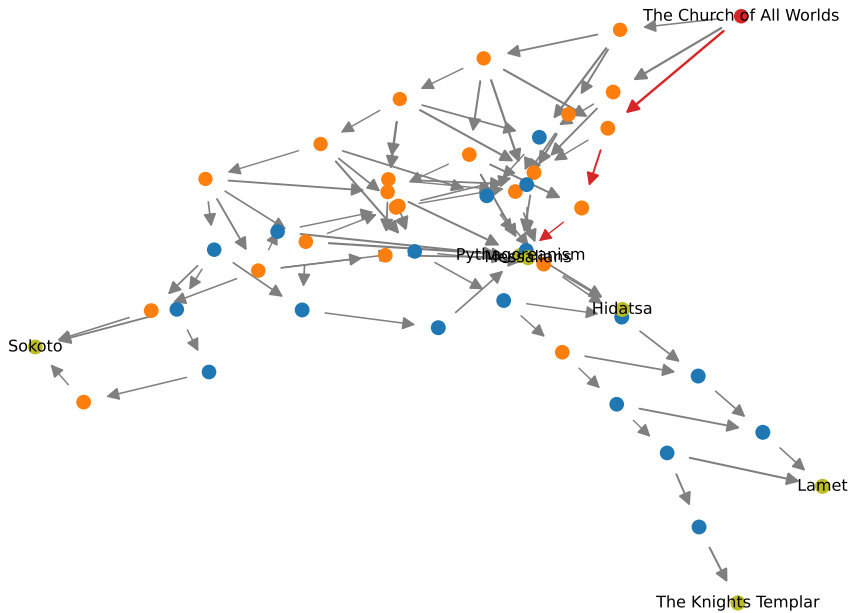 The Church of All Worlds
Pythagoreanism
Messalians
Hidatsa
Sokoto
Lamet
The Knights Templar